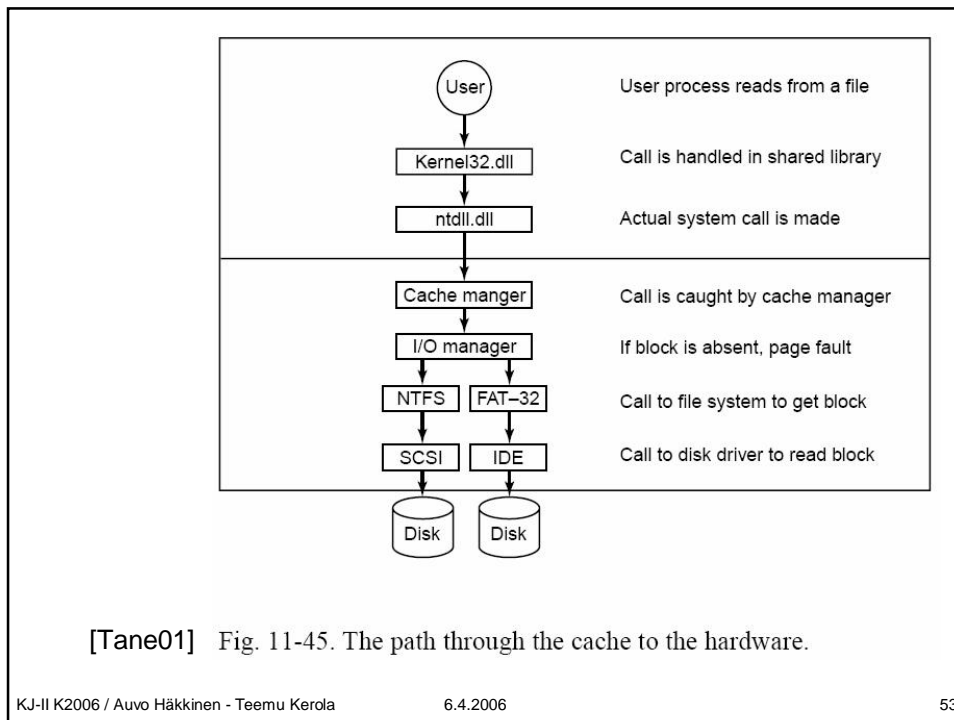 User User process reads from a file
Kernel32.dll Call is handled in shared library
ntdll.dll Actual system call is made
Cache manger Call is caught by cache manager
I/O manager If block is absent, page fault
NTFS FAT–32 Call to file system to get block
SCSI IDE Call to disk driver to read block
Disk Disk
[Tane01] Fig. 11-45. The path through the cache to the hardware.
KJ-II K2006 / Auvo Häkkinen - Teemu Kerola 6.4.2006 53